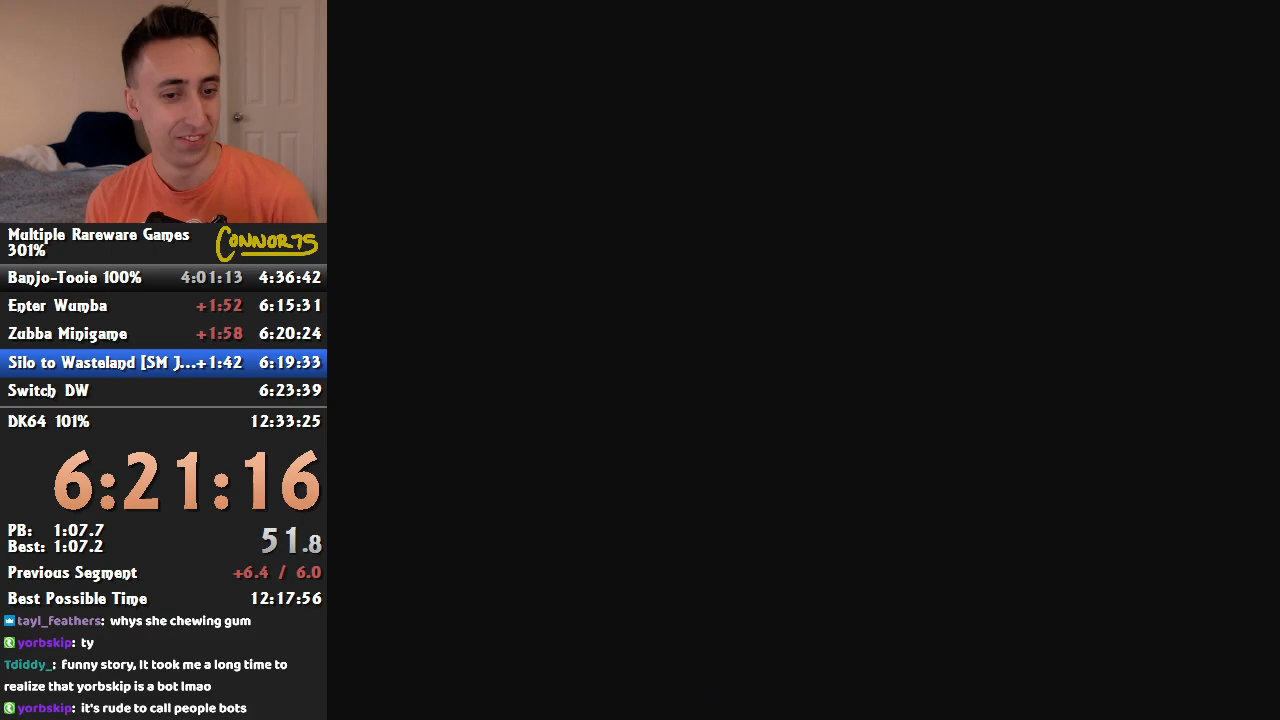 Multiple Rareware Games
301%
CONNOR75
Banjo-Tooie 100% 4:01:13 4:36:42
Enter Wumba +1:52 6:15:31
Zubba Minigame +1:58 6:20:24
Silo to Wasteland [SM J...+1:42 6:19:33
Switch DW 6:23:39
DK64 101% 12:33:25
6:21:16
PB: 1:07.7
Best: 1:07.2
51.8
Previous Segment +6.4 / 6.0
Best Possible Time 12:17:56
tayl_feathers: whys she chewing gum
yorbskip: ty
Tdiddy_: funny story, It took me a long time to
realize that yorbskip is a bot lmao
yorbskip: it's rude to call people bots